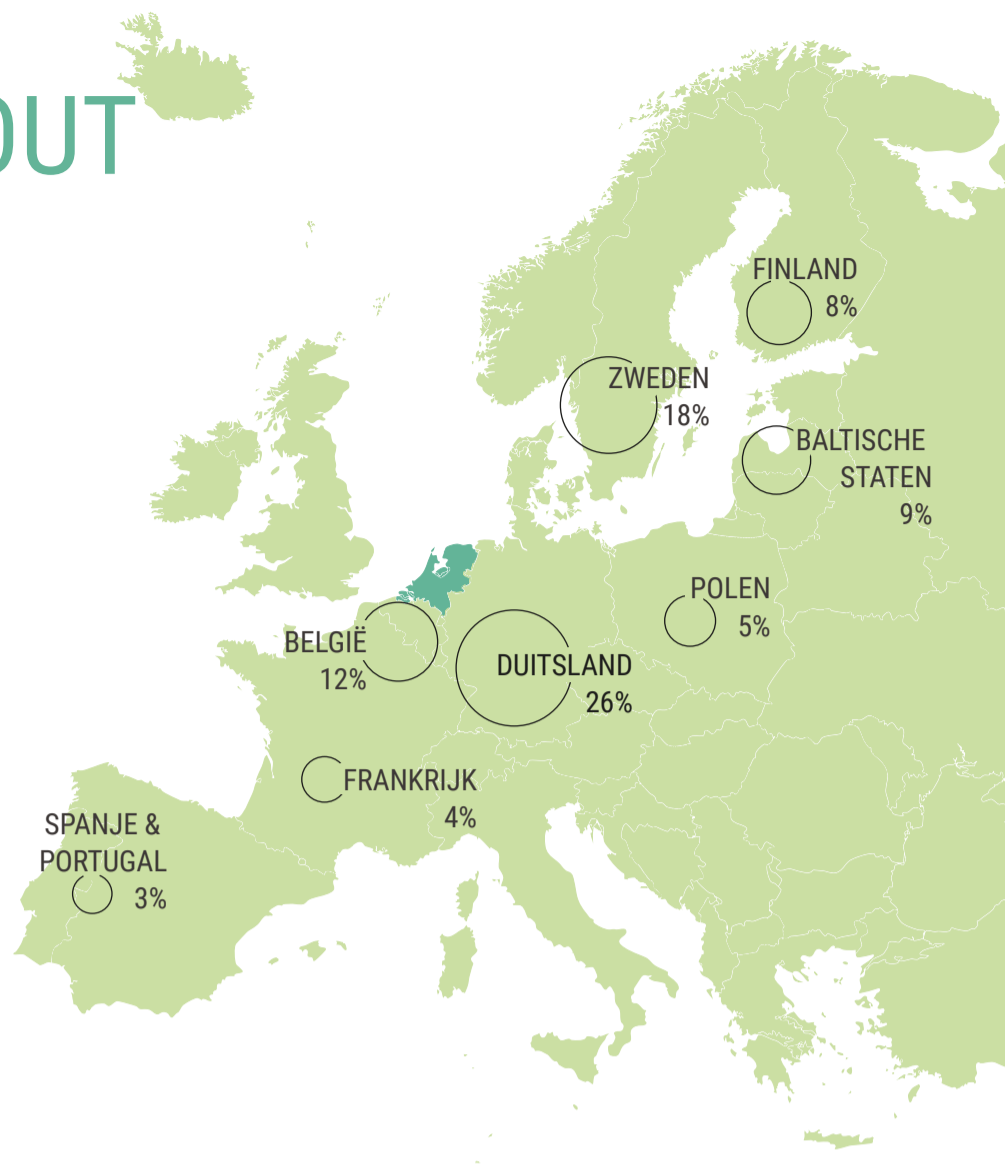 OUT
FINLAND
8%
ZWEDEN
18%
BALTISCHE
STATEN
9%
POLEN
5%
BELGIË
12%
DUITSLAND
26%
FRANKRIJK
4%
SPANJE &
PORTUGAL
3%